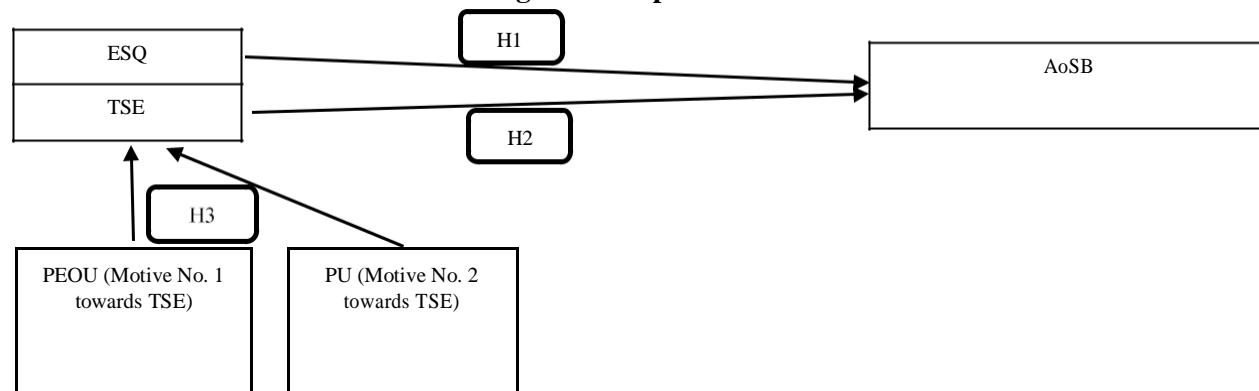 ESQ
H1
AoSB
TSE
H2
H3
PEOU (Motive No. 1
towards TSE)
PU (Motive No. 2
towards TSE)